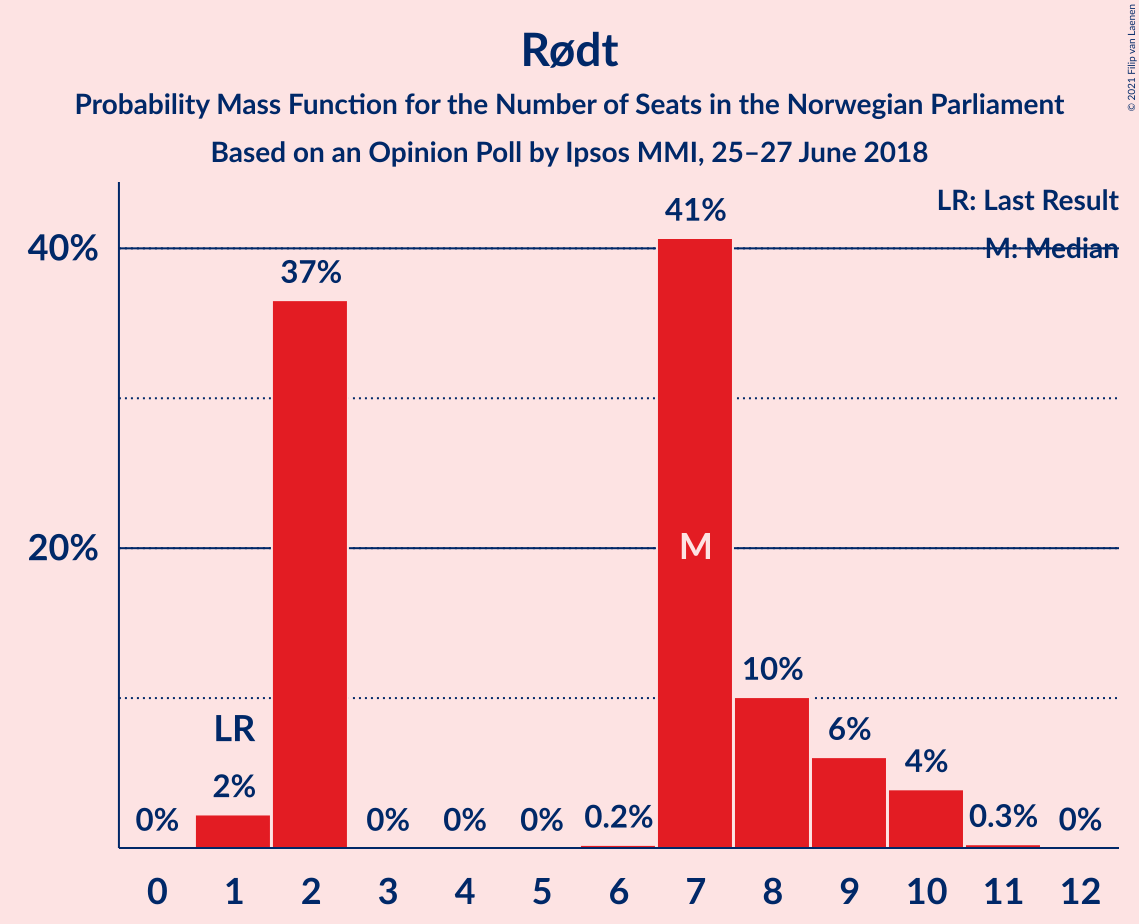 Rødt
Probability Mass Function for the Number of Seats in the Norwegian Parliament
Based on an Opinion Poll by Ipsos MMI, 25–27 June 2018
© 2021 Filip van Laenen
LR: Last Result
M: Median
40%
20%
41%
37%
M
10%
LR
6%
4%
2%
0%
0%
0%
0%
0.2%
0.3%
0%
0 1 2 3 4 5 6 7 8 9 10 11 12